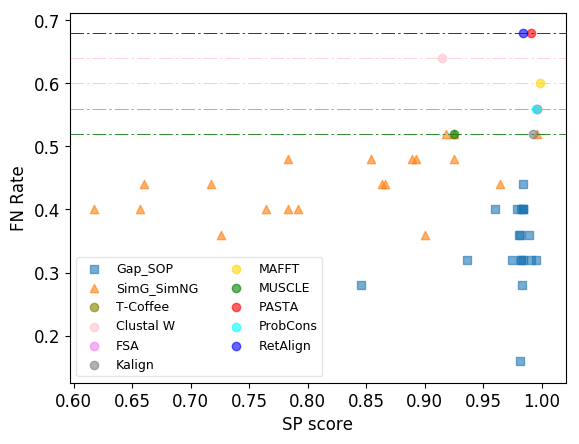 0.7
0.6
0.5
0.4
0.3
0.2
FN Rate
Gap_SOP
SimG_SimNG
T-Coffee
Clustal W
FSA
Kalign
MAFFT
MUSCLE
PASTA
ProbCons
RetAlign
0.60 0.65 0.70 0.75 0.80 0.85 0.90 0.95 1.00
SP score